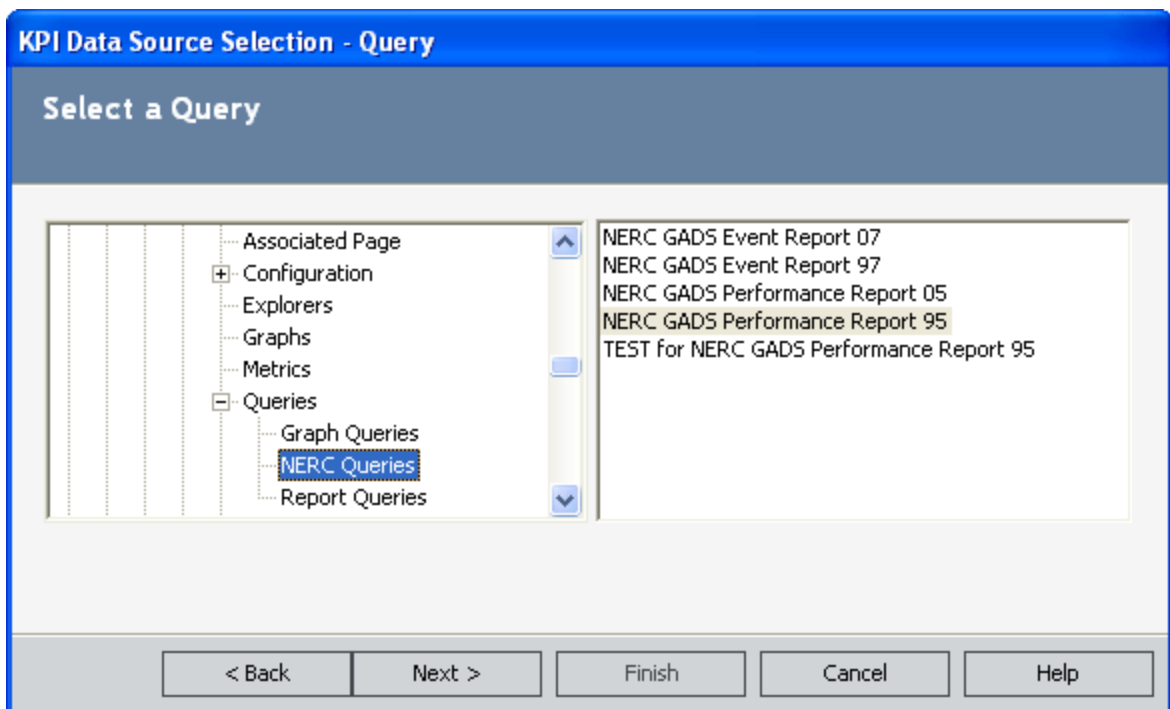 KPI Data Source Selection - Query
Select a Query
Associated Page
Configuration
Explorers
Graphs
Metrics
Queries
Graph Queries
NERC Queries
Report Queries
NERC GADS Event Report 07
NERC GADS Event Report 97
NERC GADS Performance Report 05
NERC GADS Performance Report 95
TEST for NERC GADS Performance Report 95
< Back Next > Finish Cancel Help